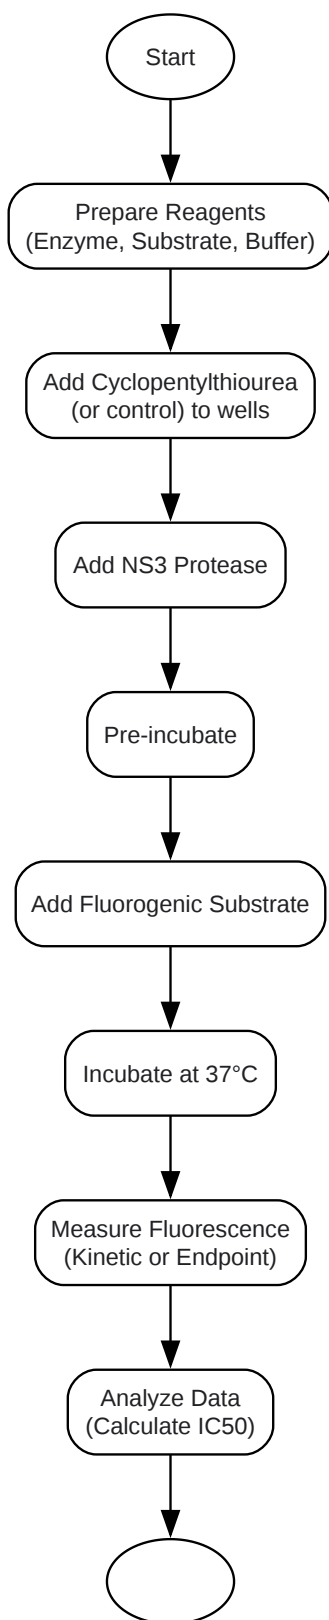 Start
Prepare Reagents
(Enzyme, Substrate, Buffer)
Add Cyclopentylthiourea
(or control) to wells
Add NS3 Protease
Pre-incubate
Add Fluorogenic Substrate
Incubate at 37°C
Measure Fluorescence
(Kinetic or Endpoint)
Analyze Data
(Calculate IC50)